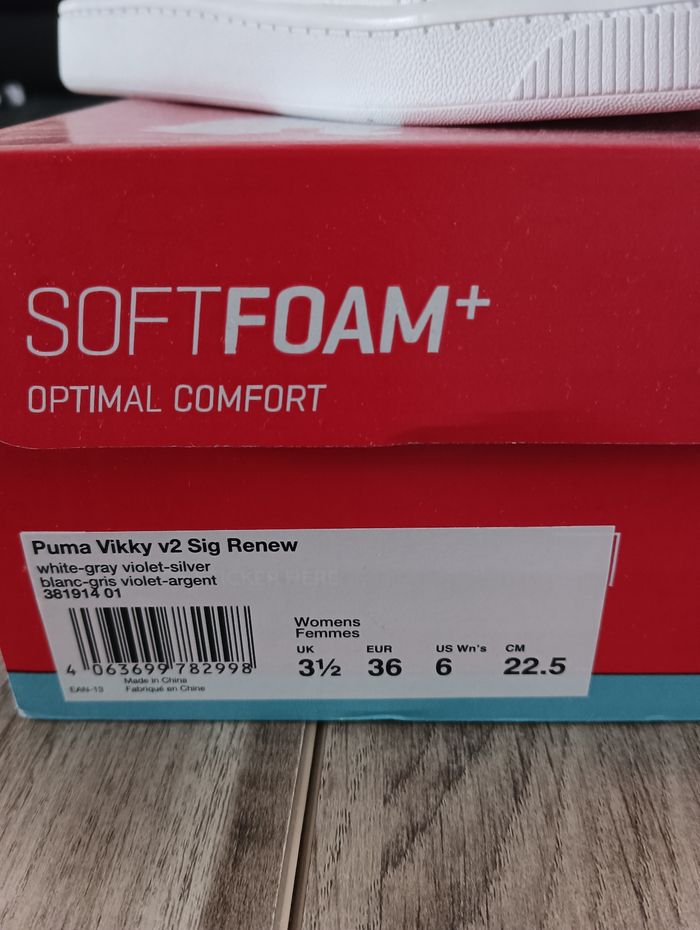 SOFTFOAM+
OPTIMAL COMFORT
Puma Vikky v2 Sig Renew
white-gray violet-silver
blanc-gris violet-argent
381914 01
4 063699 782998
Made in China
EAN-13 Fabriqué en Chine
Womens
Femmes
UK EUR US Wn's CM
3½ 36 6 22.5
CKER HERE